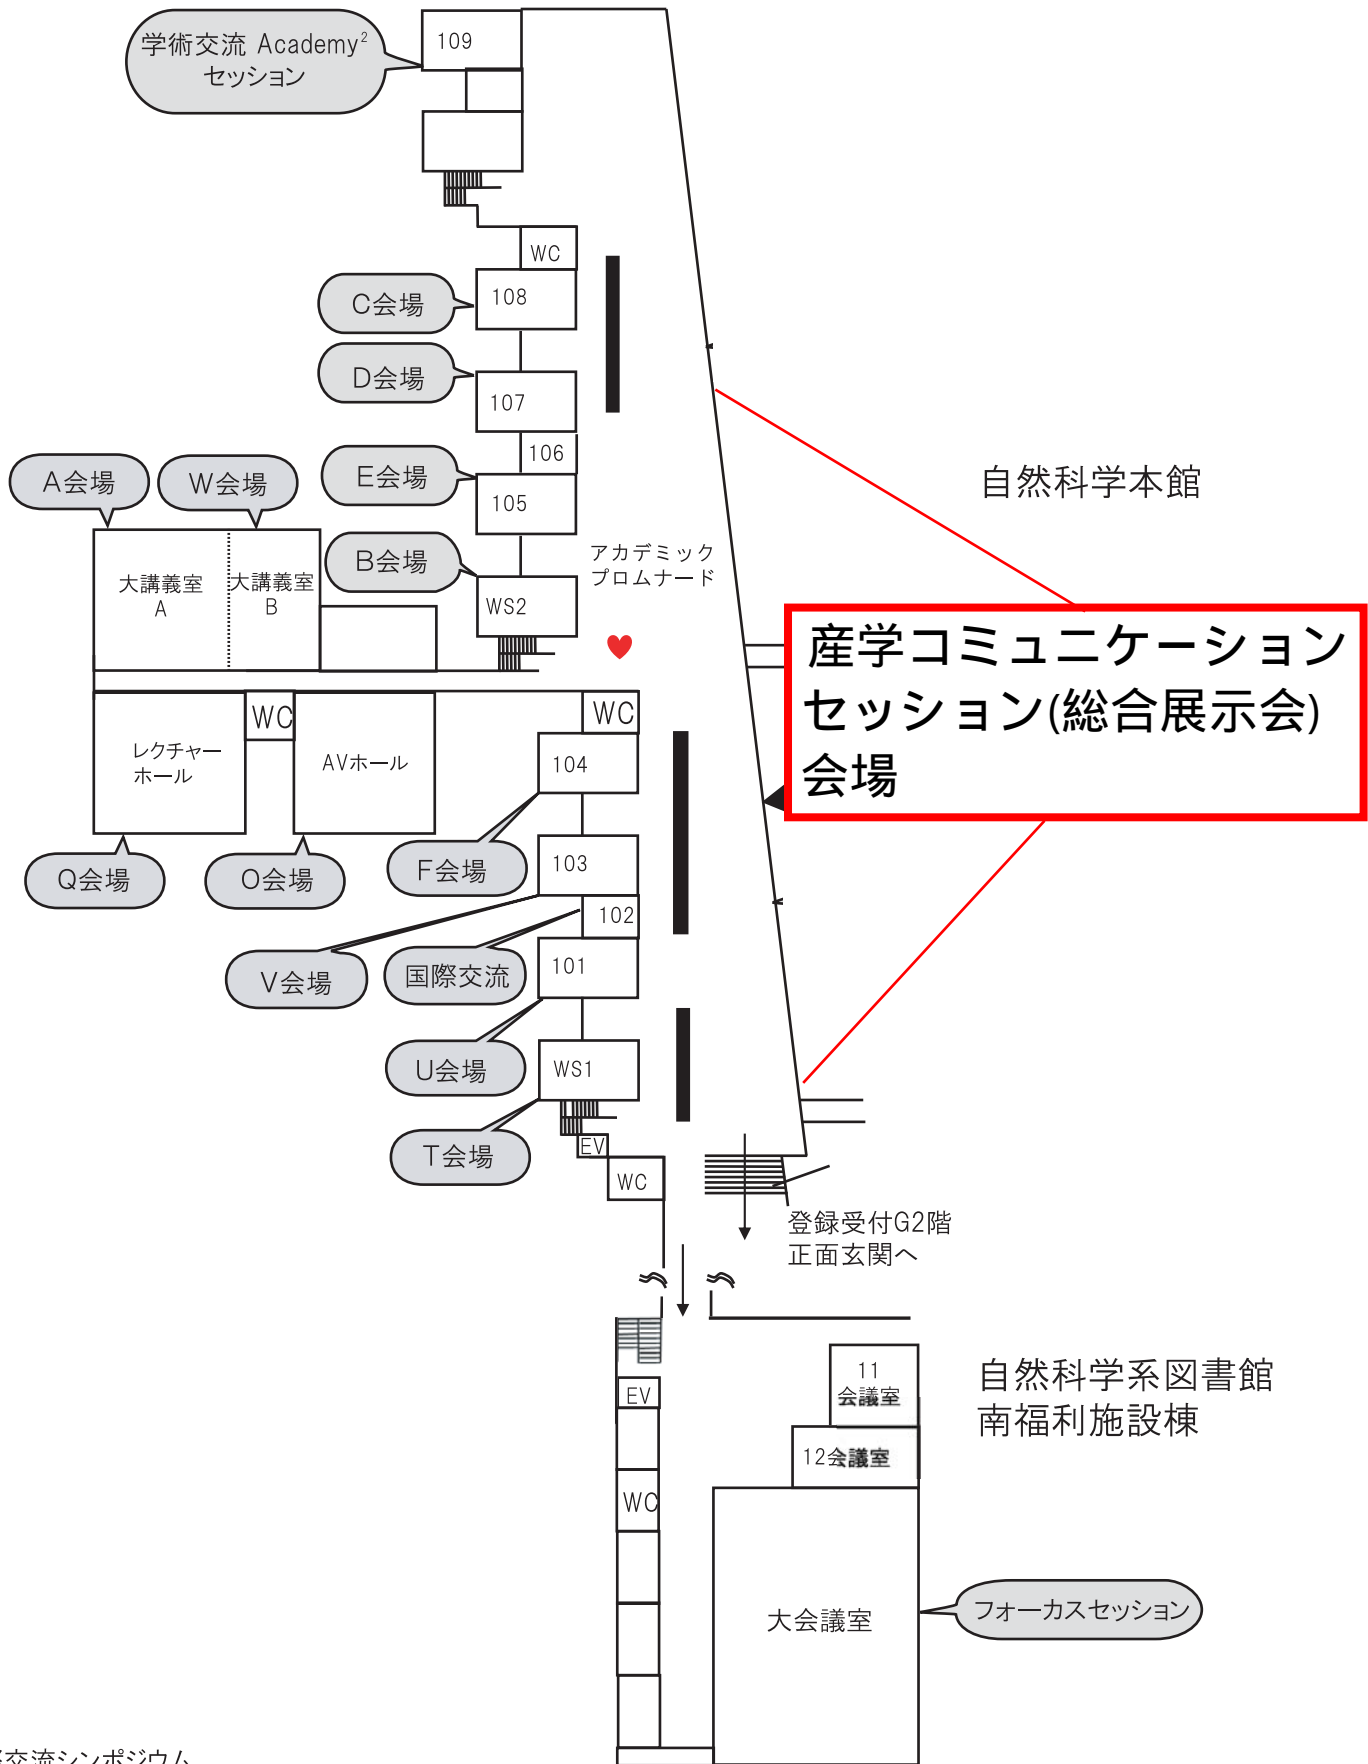 学術交流 Academy²
セッション
109
WC
C会場
108
D会場
107
106
自然科学本館
A会場
W会場
E会場
105
アカデミック
プロムナード
B会場
大講義室
A
大講義室
B
WS2
産学コミュニケーション
セッション(総合展示会)
会場
WC
WC
レクチャー
ホール
AVホール
104
Q会場
O会場
F会場
103
102
V会場
国際交流
101
U会場
WS1
T会場
EV
WC
登録受付G2階
正面玄関へ
11
会議室
自然科学系図書館
南福利施設棟
EV
12会議室
WC
大会議室
フォーカスセッション
交流シンポジウム